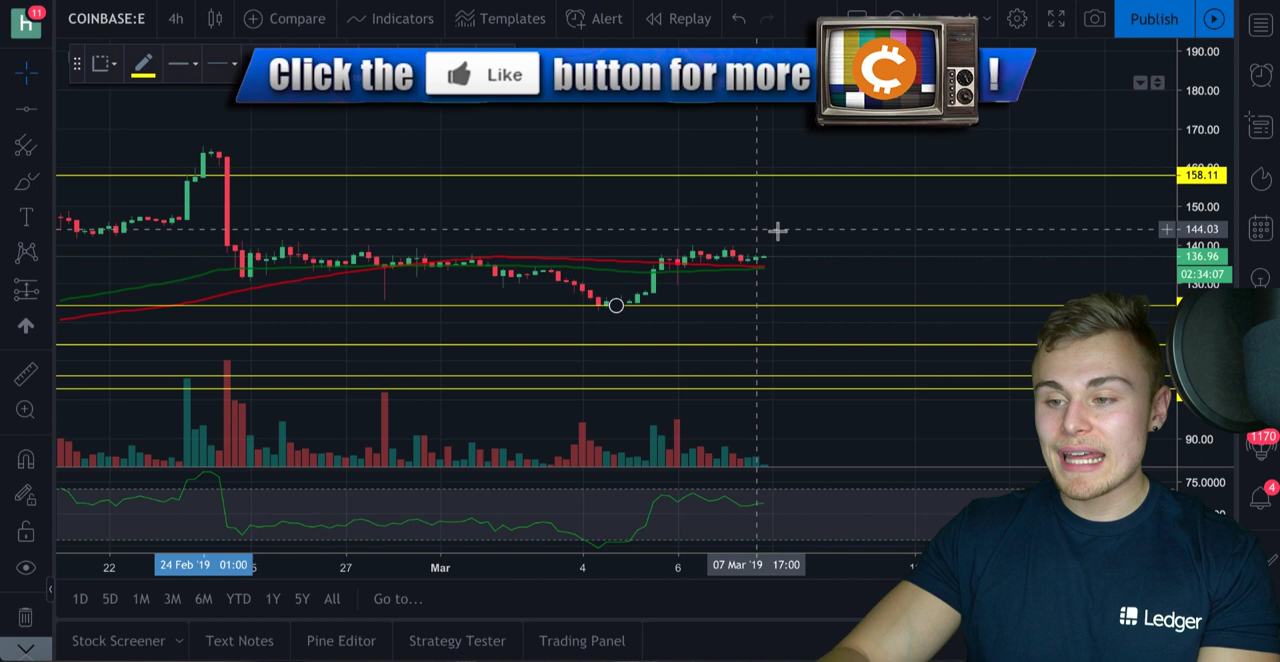 H
11
COINBASE:E
4h
Compare
Indicators
Templates
Alert
Replay
Publish
Click the
Like
button for more
!
190.00
180.00
170.00
160.00
158.11
150.00
144.03
140.00
136.96
02:34:07
130.00
90.00
1170
75.0000
4
22
24 Feb '19 01:00
27
Mar
4
6
07 Mar '19 17:00
1D 5D 1M 3M 6M YTD 1Y 5Y All
Go to...
Stock Screener
Text Notes
Pine Editor
Strategy Tester
Trading Panel
Ledger